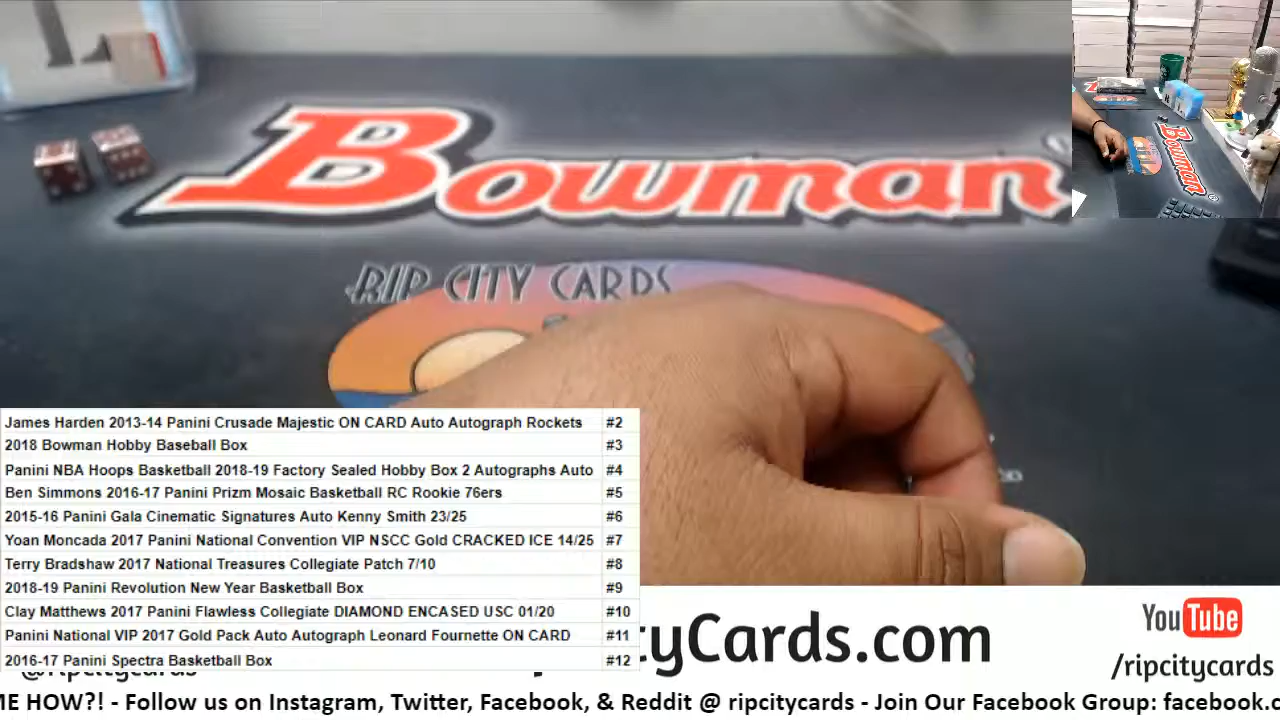 Bowman
RIP CITY CARDS
Bowman
James Harden 2013-14 Panini Crusade Majestic ON CARD Auto Autograph Rockets #2
2018 Bowman Hobby Baseball Box #3
Panini NBA Hoops Basketball 2018-19 Factory Sealed Hobby Box 2 Autographs Auto #4
Ben Simmons 2016-17 Panini Prizm Mosaic Basketball RC Rookie 76ers #5
2015-16 Panini Gala Cinematic Signatures Auto Kenny Smith 23/25 #6
Yoan Moncada 2017 Panini National Convention VIP NSCC Gold CRACKED ICE 14/25 #7
Terry Bradshaw 2017 National Treasures Collegiate Patch 7/10 #8
2018-19 Panini Revolution New Year Basketball Box #9
Clay Matthews 2017 Panini Flawless Collegiate DIAMOND ENCASED USC 01/20 #10
Panini National VIP 2017 Gold Pack Auto Autograph Leonard Fournette ON CARD #11
2016-17 Panini Spectra Basketball Box #12
@ripcitycards
tyCards.com
YouTube
/ripcitycards
ME HOW?! - Follow us on Instagram, Twitter, Facebook, & Reddit @ ripcitycards - Join Our Facebook Group: facebook.c